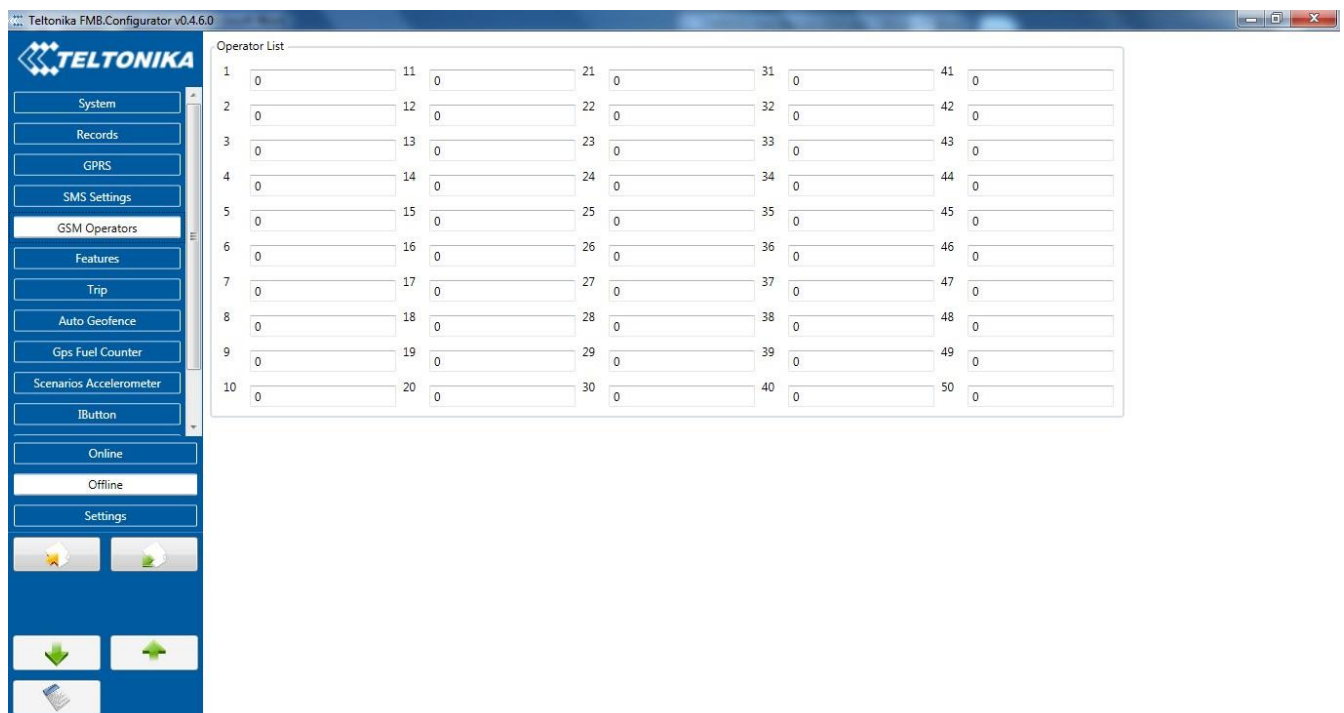 Teltonika FMB.Configurator v0.4.6.0
TELTONIKA
System
Records
GPRS
SMS Settings
GSM Operators
Features
Trip
Auto Geofence
Gps Fuel Counter
Scenarios Accelerometer
IButton
Online
Offline
Settings
Operator List
1 0 11 0 21 0 31 0 41 0
2 0 12 0 22 0 32 0 42 0
3 0 13 0 23 0 33 0 43 0
4 0 14 0 24 0 34 0 44 0
5 0 15 0 25 0 35 0 45 0
6 0 16 0 26 0 36 0 46 0
7 0 17 0 27 0 37 0 47 0
8 0 18 0 28 0 38 0 48 0
9 0 19 0 29 0 39 0 49 0
10 0 20 0 30 0 40 0 50 0